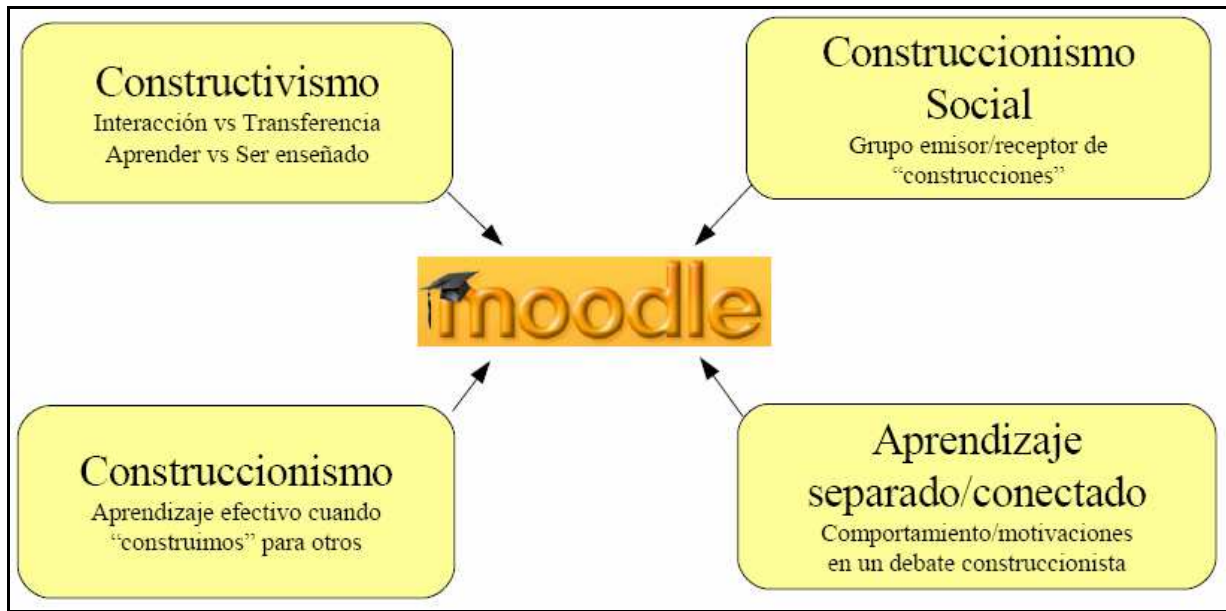 Constructivismo
Interacción vs Transferencia
Aprender vs Ser enseñado
Construccionismo
Social
Grupo emisor/receptor de
“construcciones”
moodle
Construccionismo
Aprendizaje efectivo cuando
“construimos” para otros
Aprendizaje
separado/conectado
Comportamiento/motivaciones
en un debate construccionista